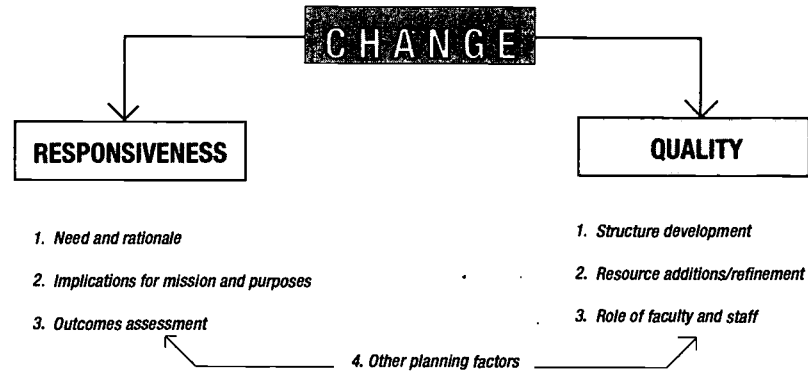 CHANGE
RESPONSIVENESS
1. Need and rationale
2. Implications for mission and purposes
3. Outcomes assessment
QUALITY
1. Structure development
2. Resource additions/refinement
3. Role of faculty and staff
4. Other planning factors